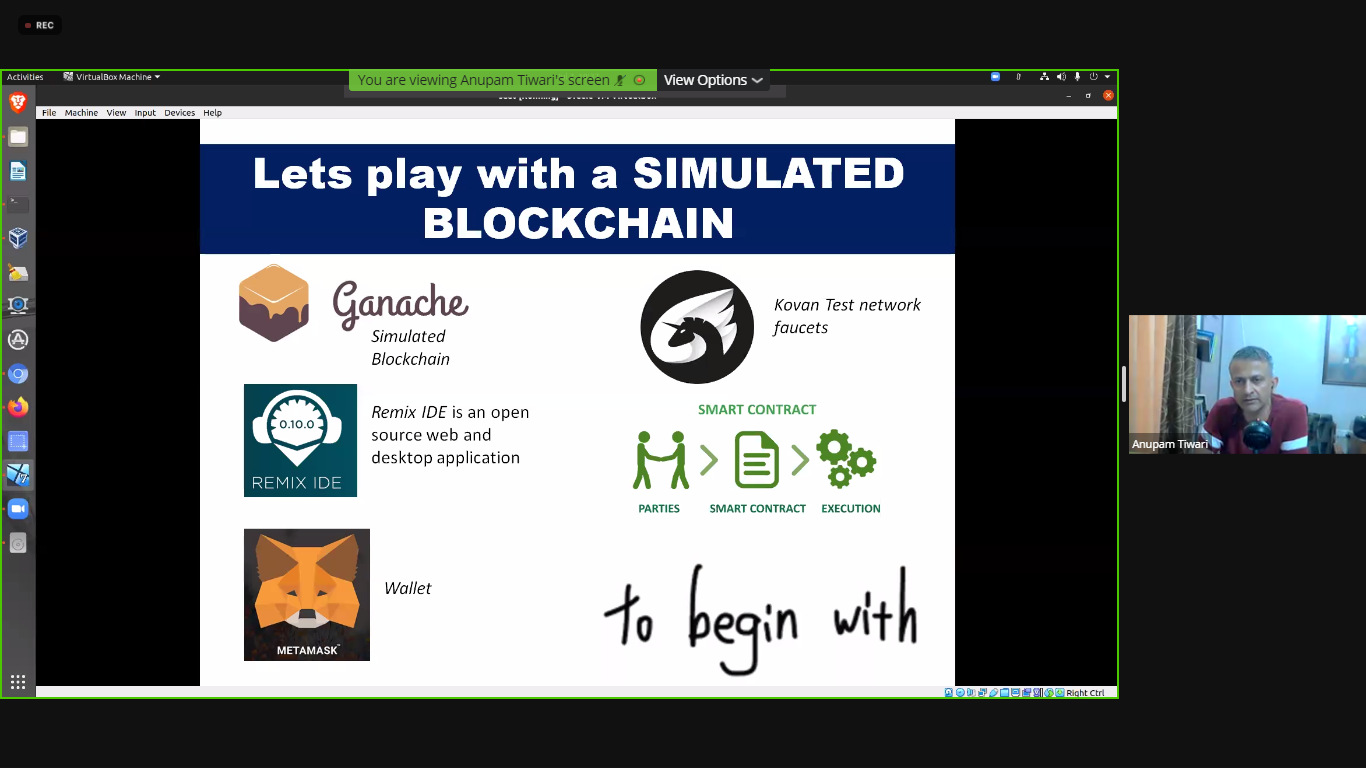 REC
Activities
VirtualBox Machine
You are viewing Anupam Tiwari's screen
View Options
File Machine View Input Devices Help
Lets play with a SIMULATED
BLOCKCHAIN
Ganache
Simulated
Blockchain
Kovan Test network
faucets
0.10.0
REMIX IDE
Remix IDE is an open
source web and
desktop application
SMART CONTRACT
PARTIES
SMART CONTRACT
EXECUTION
METAMASK
Wallet
to begin with
Anupam Tiwari
Right Ctrl